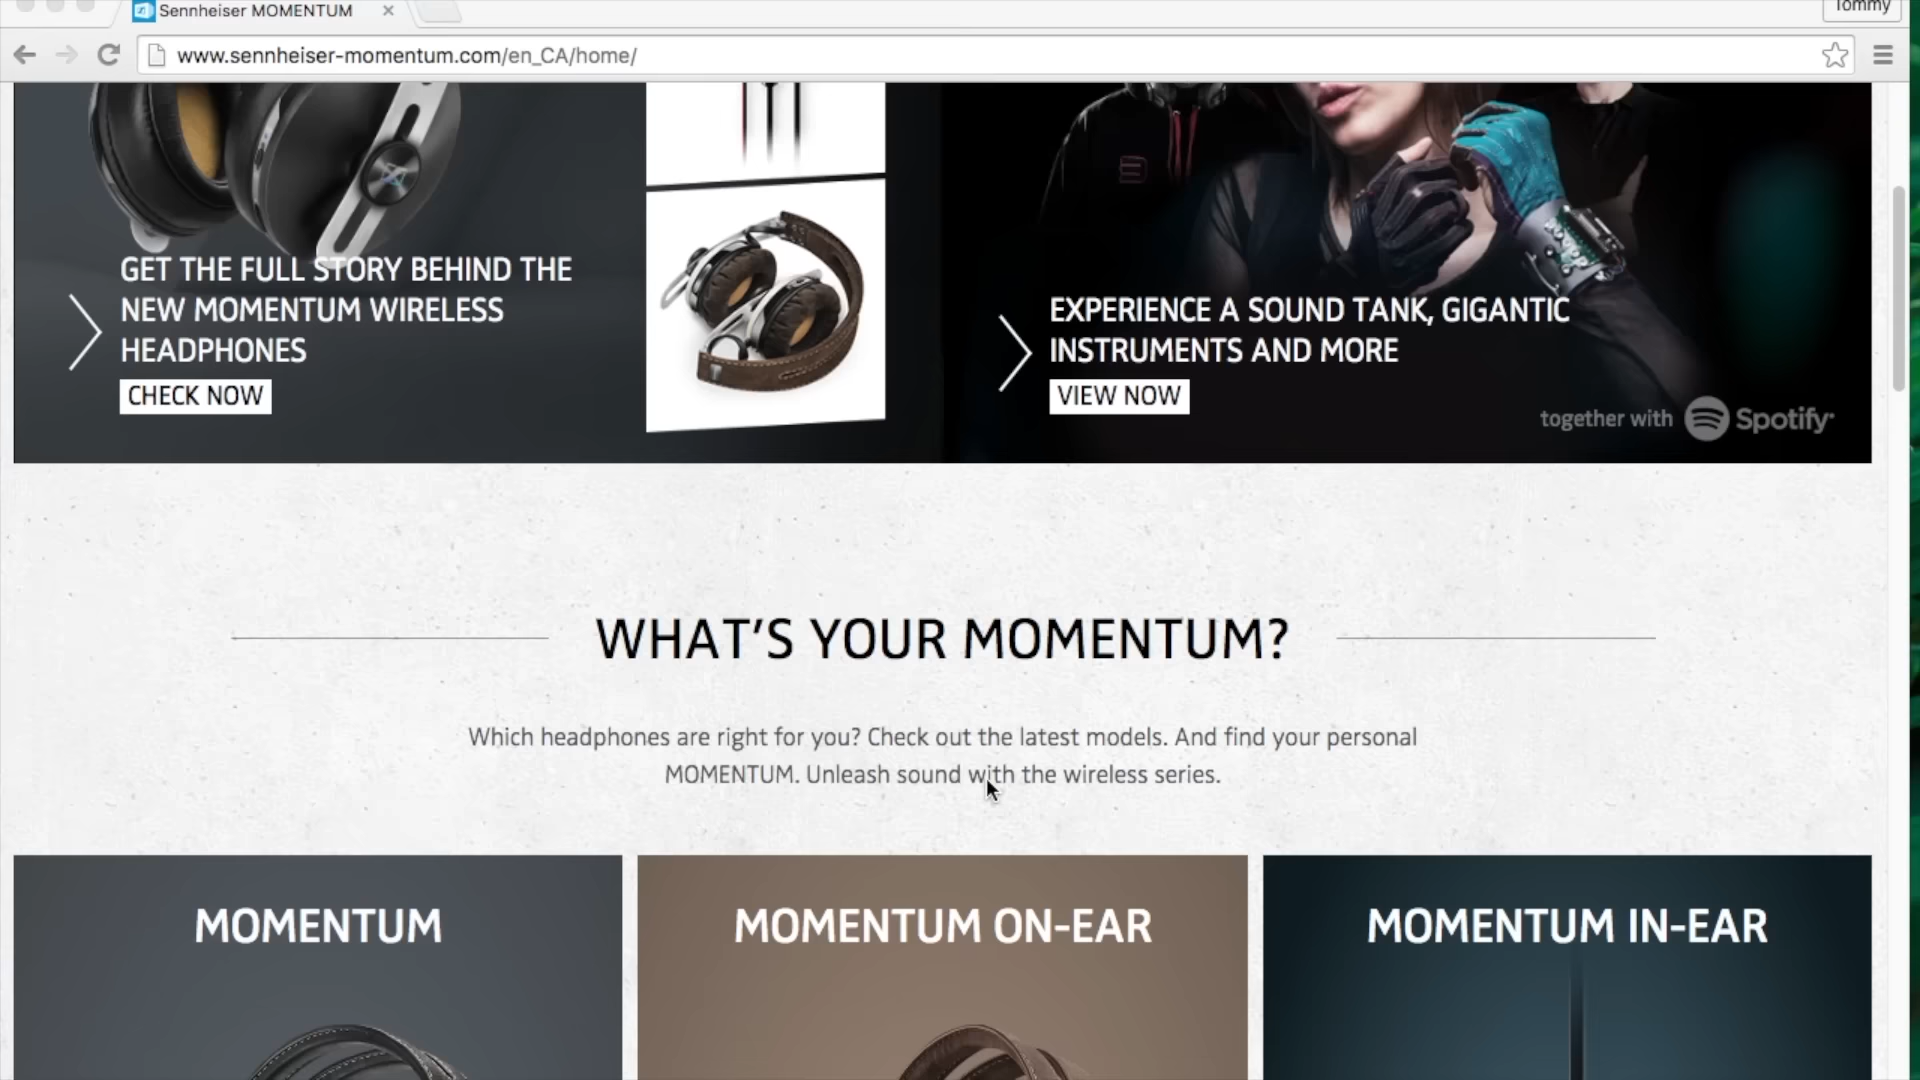 Sennheiser MOMENTUM
Tommy
www.sennheiser-momentum.com/en_CA/home/
GET THE FULL STORY BEHIND THE
NEW MOMENTUM WIRELESS
HEADPHONES
CHECK NOW
EXPERIENCE A SOUND TANK, GIGANTIC
INSTRUMENTS AND MORE
VIEW NOW
together with Spotify
WHAT'S YOUR MOMENTUM?
Which headphones are right for you? Check out the latest models. And find your personal
MOMENTUM. Unleash sound with the wireless series.
MOMENTUM
MOMENTUM ON-EAR
MOMENTUM IN-EAR